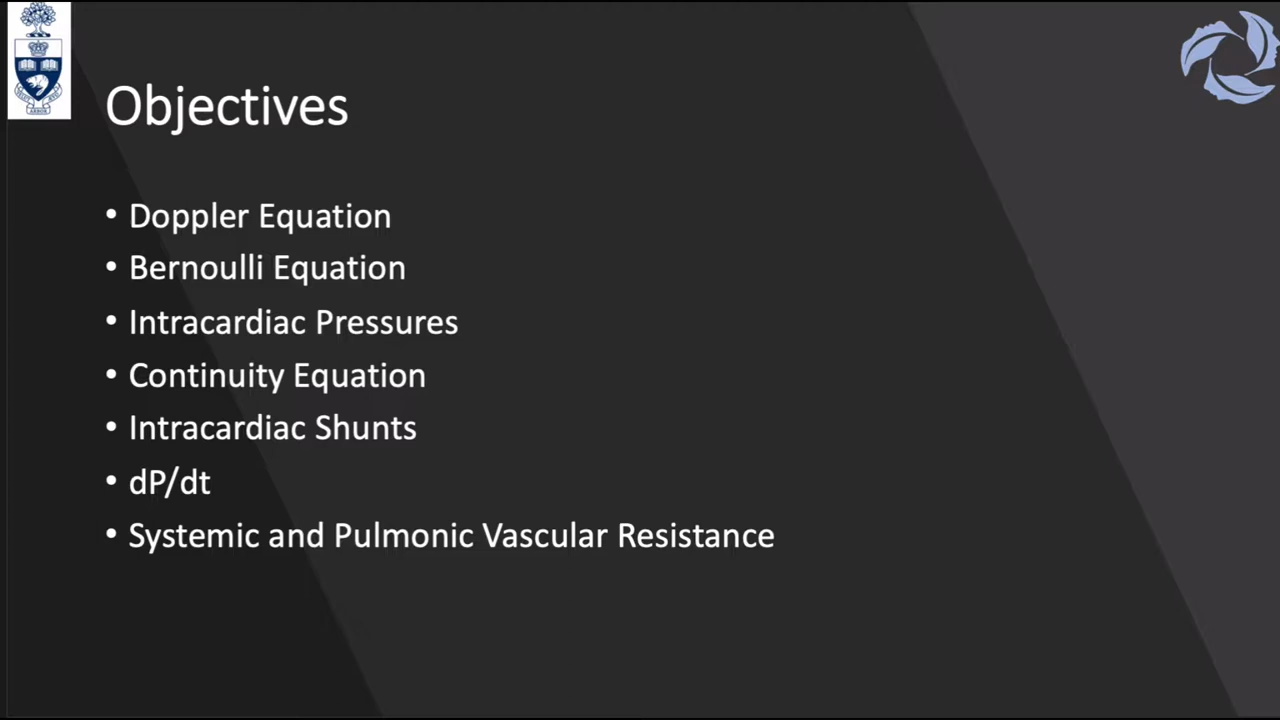 Objectives
• Doppler Equation
• Bernoulli Equation
• Intracardiac Pressures
• Continuity Equation
• Intracardiac Shunts
• dP/dt
• Systemic and Pulmonic Vascular Resistance